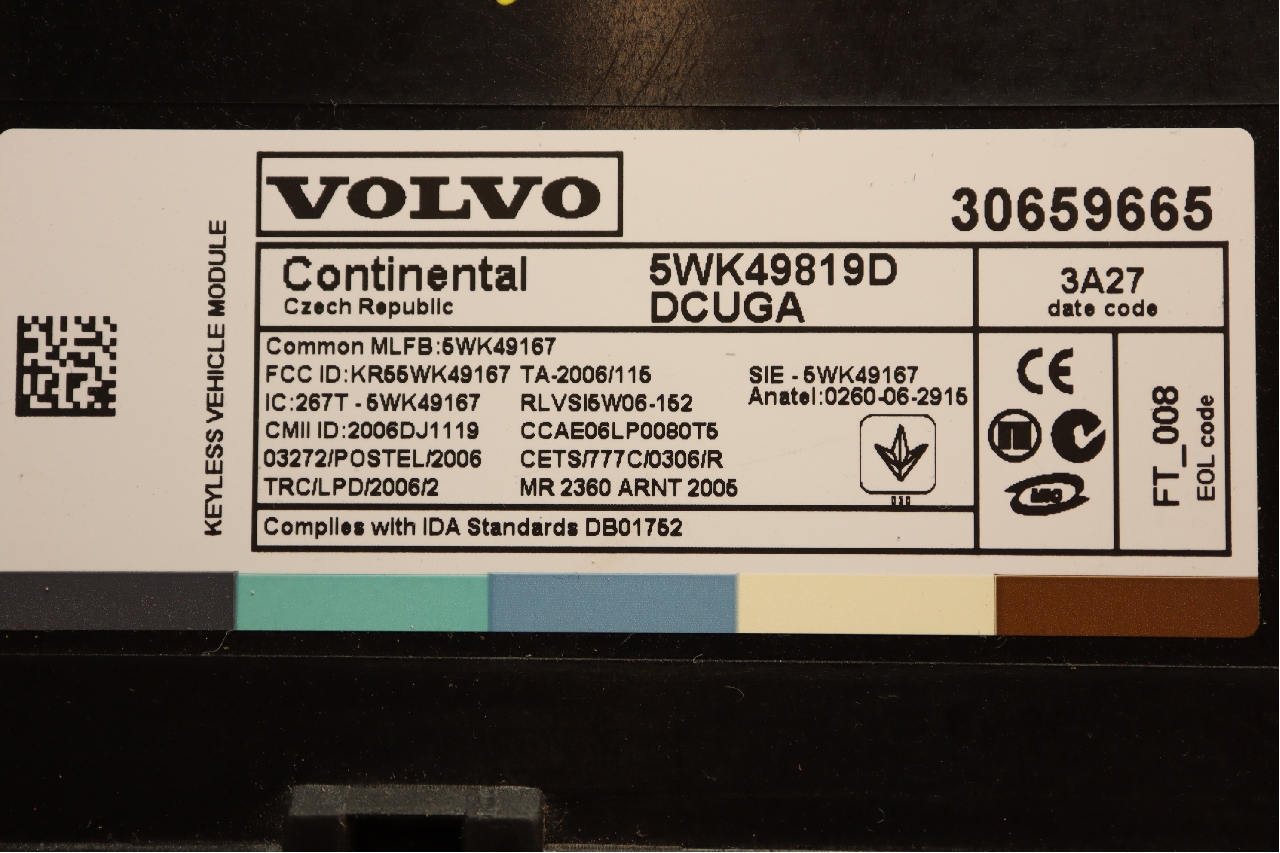 VOLVO
30659665
KEYLESS VEHICLE MODULE
Continental
Czech Republic
5WK49819D
DCUGA
3A27
date code
Common MLFB:5WK49167
FCC ID:KR55WK49167 TA-2006/115
SIE - 5WK49167
IC:267T - 5WK49167 RLVSI5W06-152
Anatel:0260-06-2915
CMII ID:2006DJ1119 CCAE06LP0080T5
03272/POSTEL/2006 CETS/777C/0306/R
TRC/LPD/2006/2 MR 2360 ARNT 2005
030
Complies with IDA Standards DB01752
CE
FT_008
EOL code